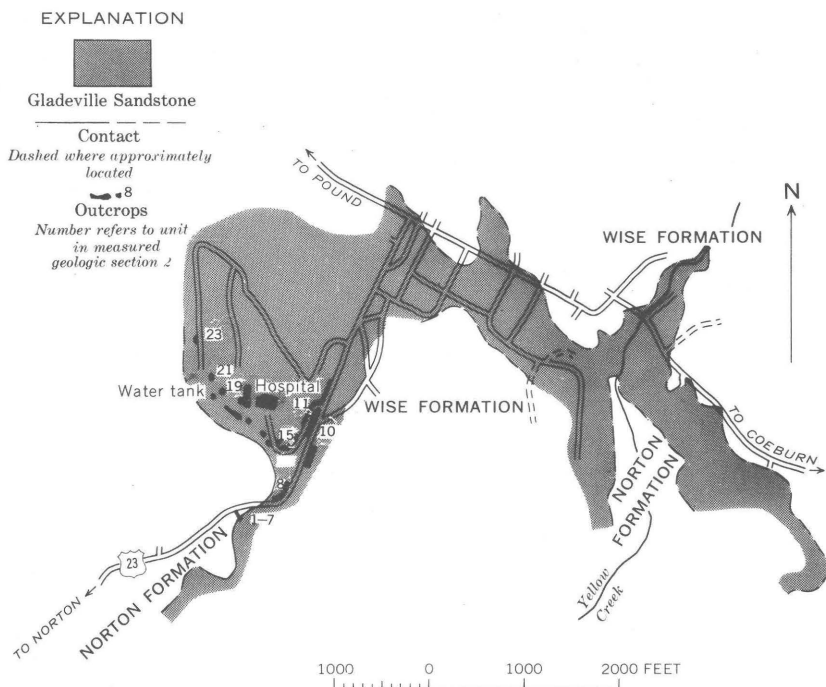 EXPLANATION
Gladeville Sandstone
Contact
Dashed where approximately
located
8
Outcrops
Number refers to unit
in measured
geologic section 2
TO POUND
N
WISE FORMATION
23
21
19
Hospital
Water tank
11
WISE FORMATION
10
15
8
1–7
TO COEBURN
NORTON
FORMATION
Yellow
Creek
23
NORTON FORMATION
TO NORTON
1000 0 1000 2000 FEET